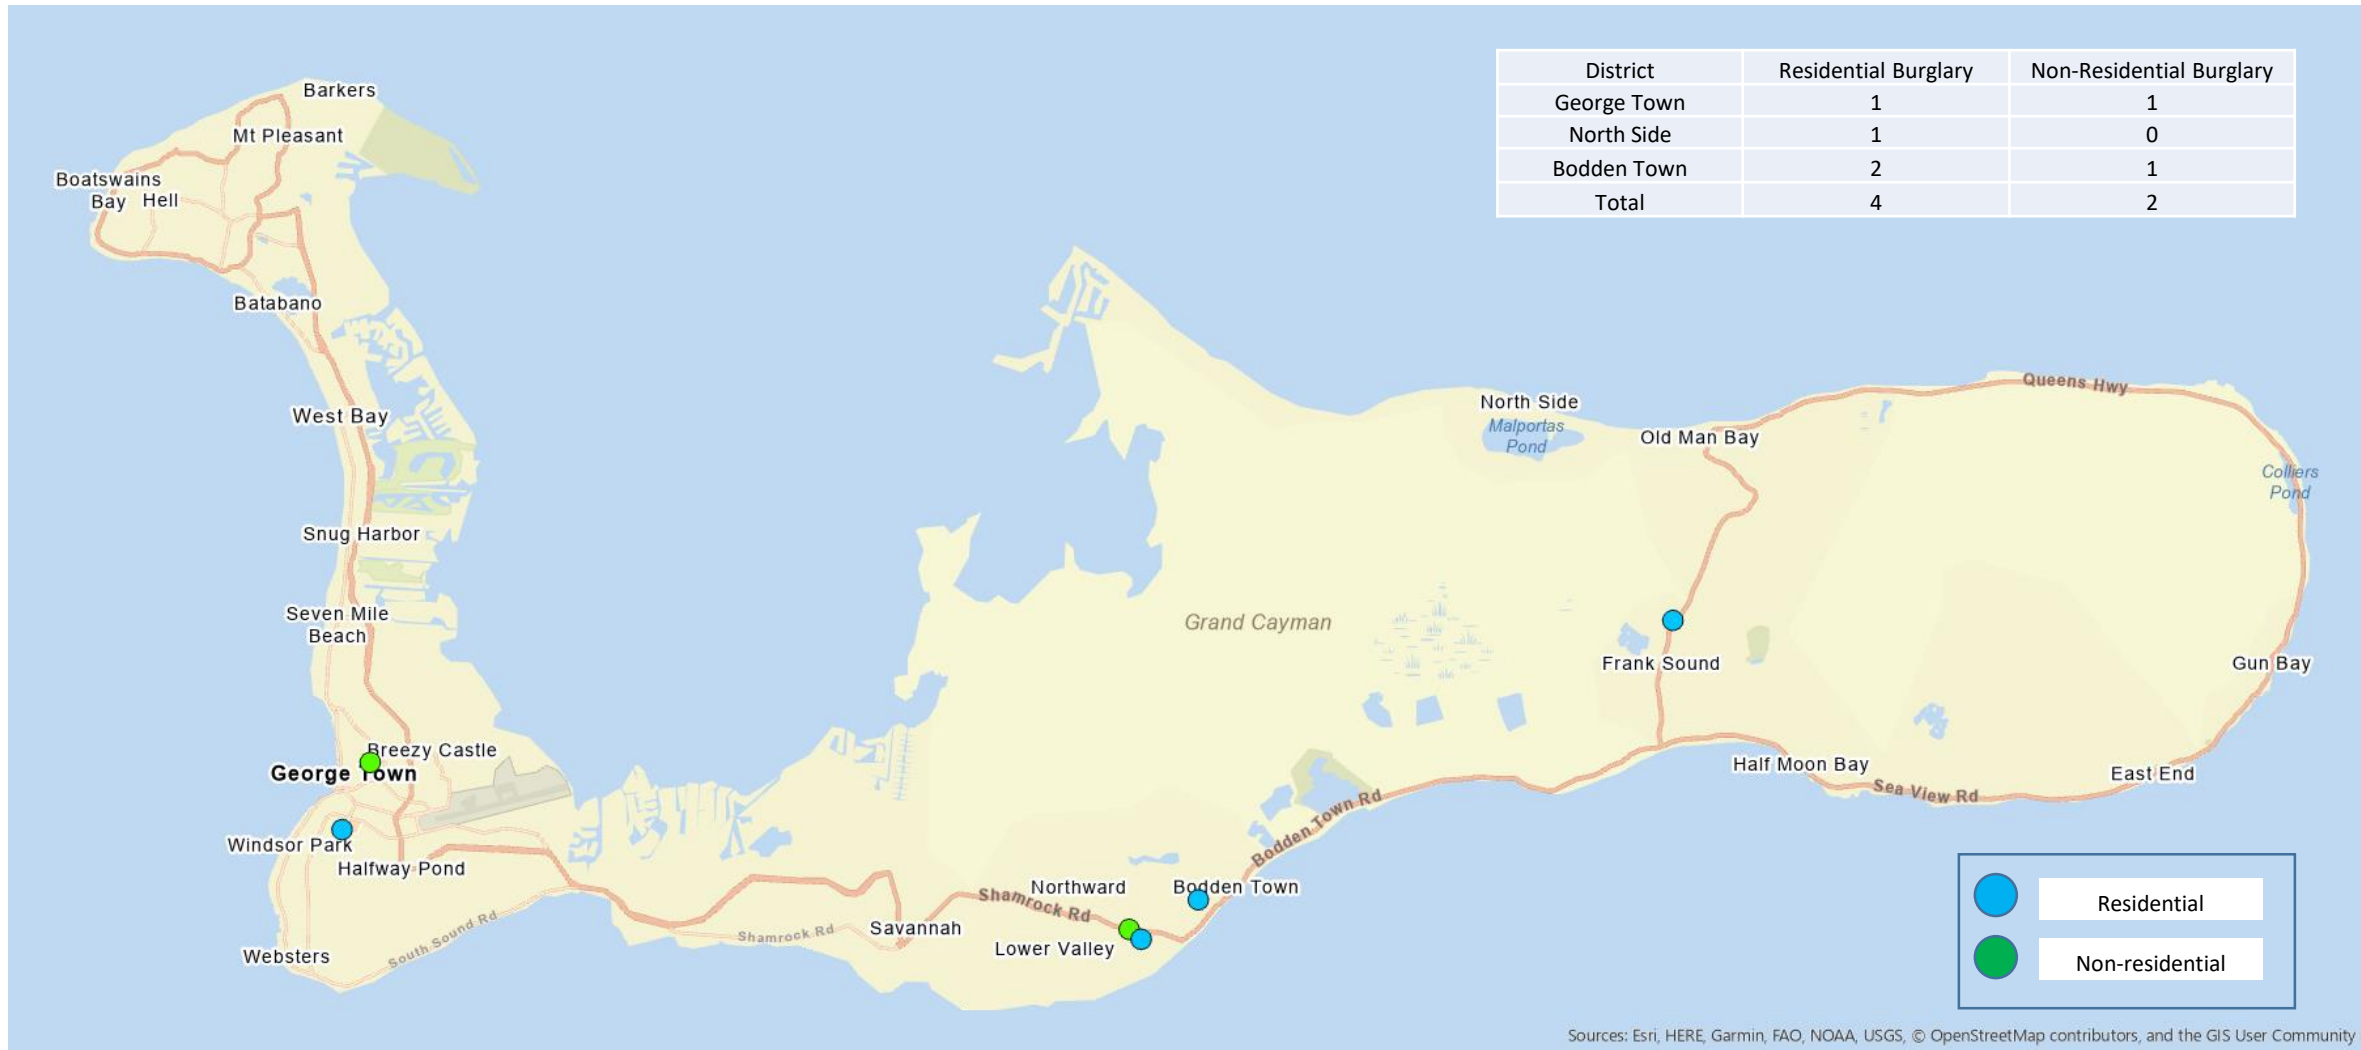 District Residential Burglary Non-Residential Burglary
George Town 1 1
North Side 1 0
Bodden Town 2 1
Total 4 2
Barkers
Mt Pleasant
Boatswains
Bay Hell
Batabano
West Bay
Snug Harbor
Seven Mile
Beach
Breezy Castle
George Town
Windsor Park
Halfway Pond
Websters
South Sound Rd
Shamrock Rd
Savannah
Shamrock Rd
Northward
Lower Valley
Bodden Town
Bodden Town Rd
Grand Cayman
North Side
Malportas
Pond
Old Man Bay
Queens Hwy
Colliers
Pond
Frank Sound
Gun Bay
Half Moon Bay
Sea View Rd
East End
Residential
Non-residential
Sources: Esri, HERE, Garmin, FAO, NOAA, USGS, © OpenStreetMap contributors, and the GIS User Community